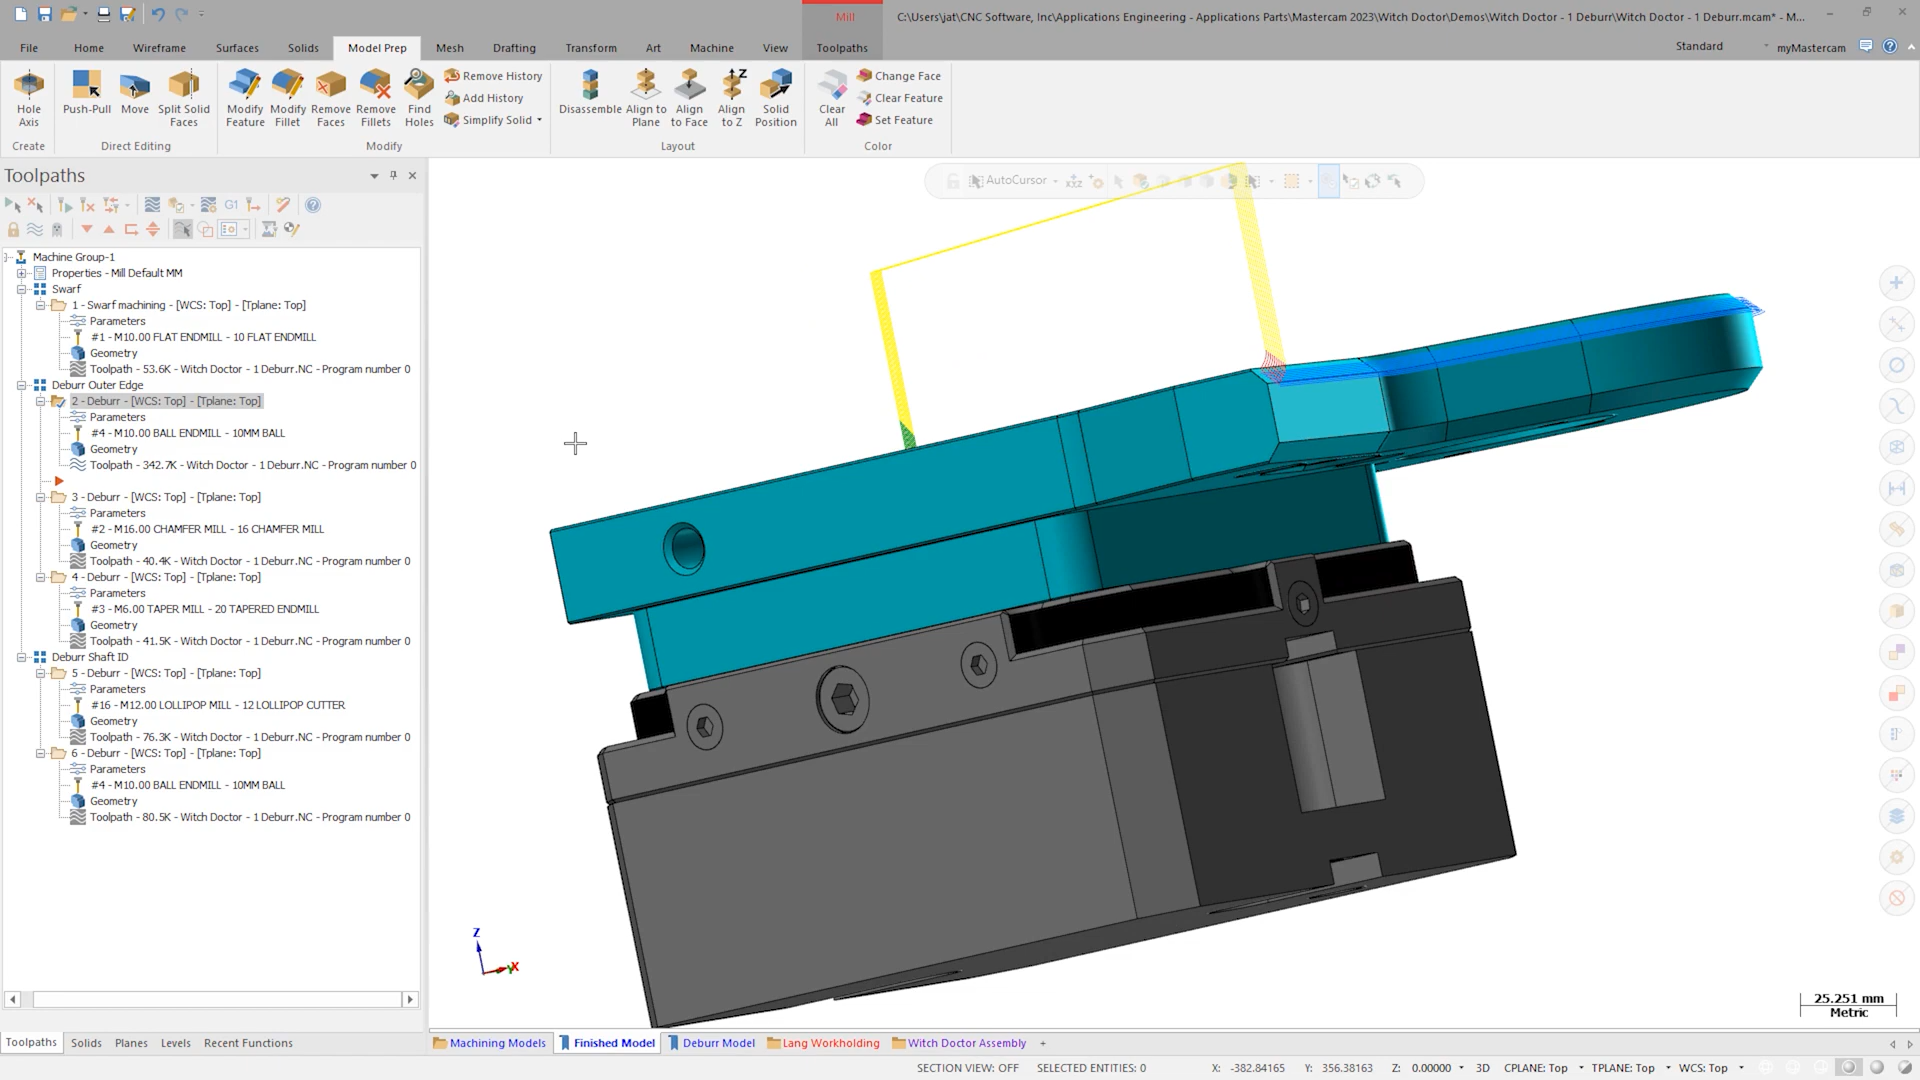 Mill
C:\Users\jat\CNC Software, Inc\Applications Engineering - Applications Parts\Mastercam 2023\Witch Doctor\Demos\Witch Doctor - 1 Deburr\Witch Doctor - 1 Deburr.mcam* - M...
File
Home
Wireframe
Surfaces
Solids
Model Prep
Mesh
Drafting
Transform
Art
Machine
View
Toolpaths
Standard
myMastercam
Hole Axis
Push-Pull
Move
Split Solid Faces
Modify Feature
Modify Fillet
Remove Faces
Remove Fillets
Find Holes
Remove History
Add History
Simplify Solid
Disassemble
Align to Plane
Align to Face
Align to Z
Solid Position
Clear All
Change Face
Clear Feature
Set Feature
Create
Direct Editing
Modify
Layout
Color
Toolpaths
G1
AutoCursor
Machine Group-1
Properties - Mill Default MM
Swarf
1 - Swarf machining - [WCS: Top] - [Tplane: Top]
Parameters
#1 - M10.00 FLAT ENDMILL - 10 FLAT ENDMILL
Geometry
Toolpath - 53.6K - Witch Doctor - 1 Deburr.NC - Program number 0
Deburr Outer Edge
2 - Deburr - [WCS: Top] - [Tplane: Top]
Parameters
#4 - M10.00 BALL ENDMILL - 10MM BALL
Geometry
Toolpath - 342.7K - Witch Doctor - 1 Deburr.NC - Program number 0
3 - Deburr - [WCS: Top] - [Tplane: Top]
Parameters
#2 - M16.00 CHAMFER MILL - 16 CHAMFER MILL
Geometry
Toolpath - 40.4K - Witch Doctor - 1 Deburr.NC - Program number 0
4 - Deburr - [WCS: Top] - [Tplane: Top]
Parameters
#3 - M6.00 TAPER MILL - 20 TAPERED ENDMILL
Geometry
Toolpath - 41.5K - Witch Doctor - 1 Deburr.NC - Program number 0
Deburr Shaft ID
5 - Deburr - [WCS: Top] - [Tplane: Top]
Parameters
#16 - M12.00 LOLLIPOP MILL - 12 LOLLIPOP CUTTER
Geometry
Toolpath - 76.3K - Witch Doctor - 1 Deburr.NC - Program number 0
6 - Deburr - [WCS: Top] - [Tplane: Top]
Parameters
#4 - M10.00 BALL ENDMILL - 10MM BALL
Geometry
Toolpath - 80.5K - Witch Doctor - 1 Deburr.NC - Program number 0
Z
X
25.251 mm
Metric
Toolpaths
Solids
Planes
Levels
Recent Functions
Machining Models
Finished Model
Deburr Model
Lang Workholding
Witch Doctor Assembly
+
SECTION VIEW: OFF
SELECTED ENTITIES: 0
X: -382.84165
Y: 356.38163
Z: 0.00000
3D
CPLANE: Top
TPLANE: Top
WCS: Top